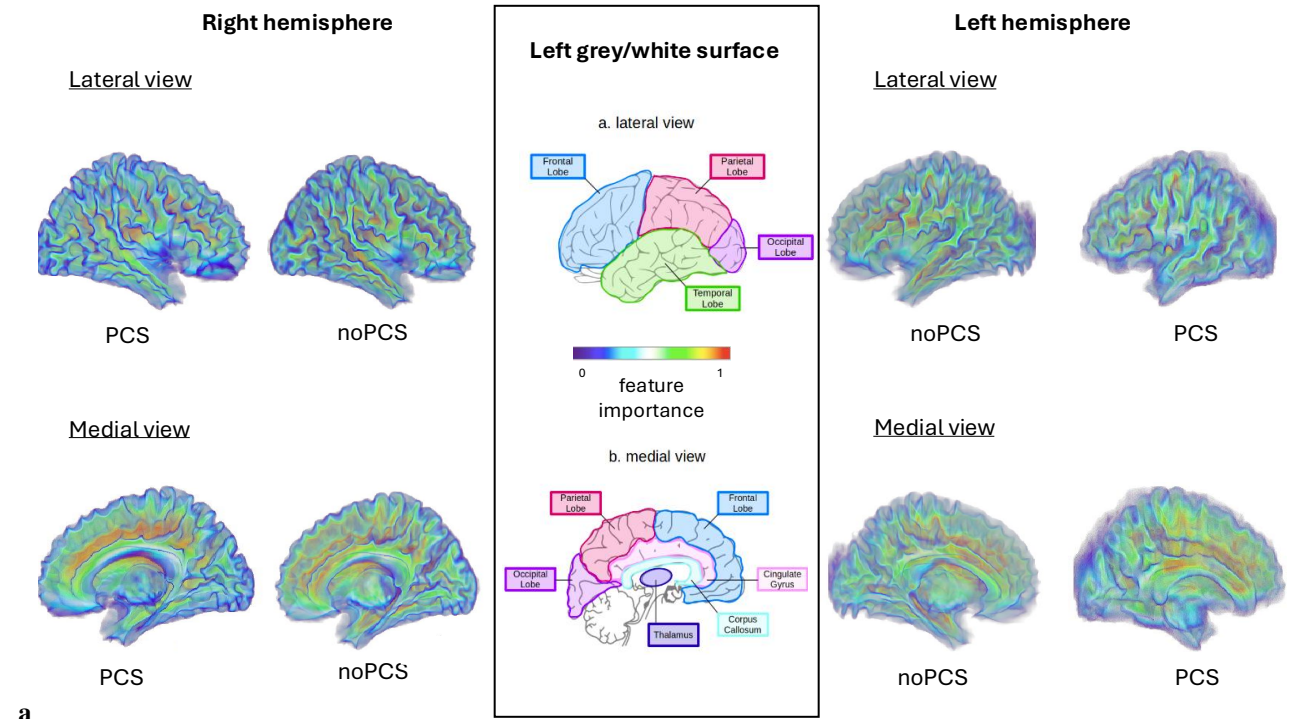 Right hemisphere
Lateral view
PCS
noPCS
Medial view
PCS
noPCS
Left grey/white surface
a. lateral view
Frontal
Lobe
Parietal
Lobe
Occipital
Lobe
Temporal
Lobe
0
1
feature
importance
b. medial view
Parietal
Lobe
Frontal
Lobe
Occipital
Lobe
Cingulate
Gyrus
Corpus
Callosum
Thalamus
Left hemisphere
Lateral view
noPCS
PCS
Medial view
noPCS
PCS
a